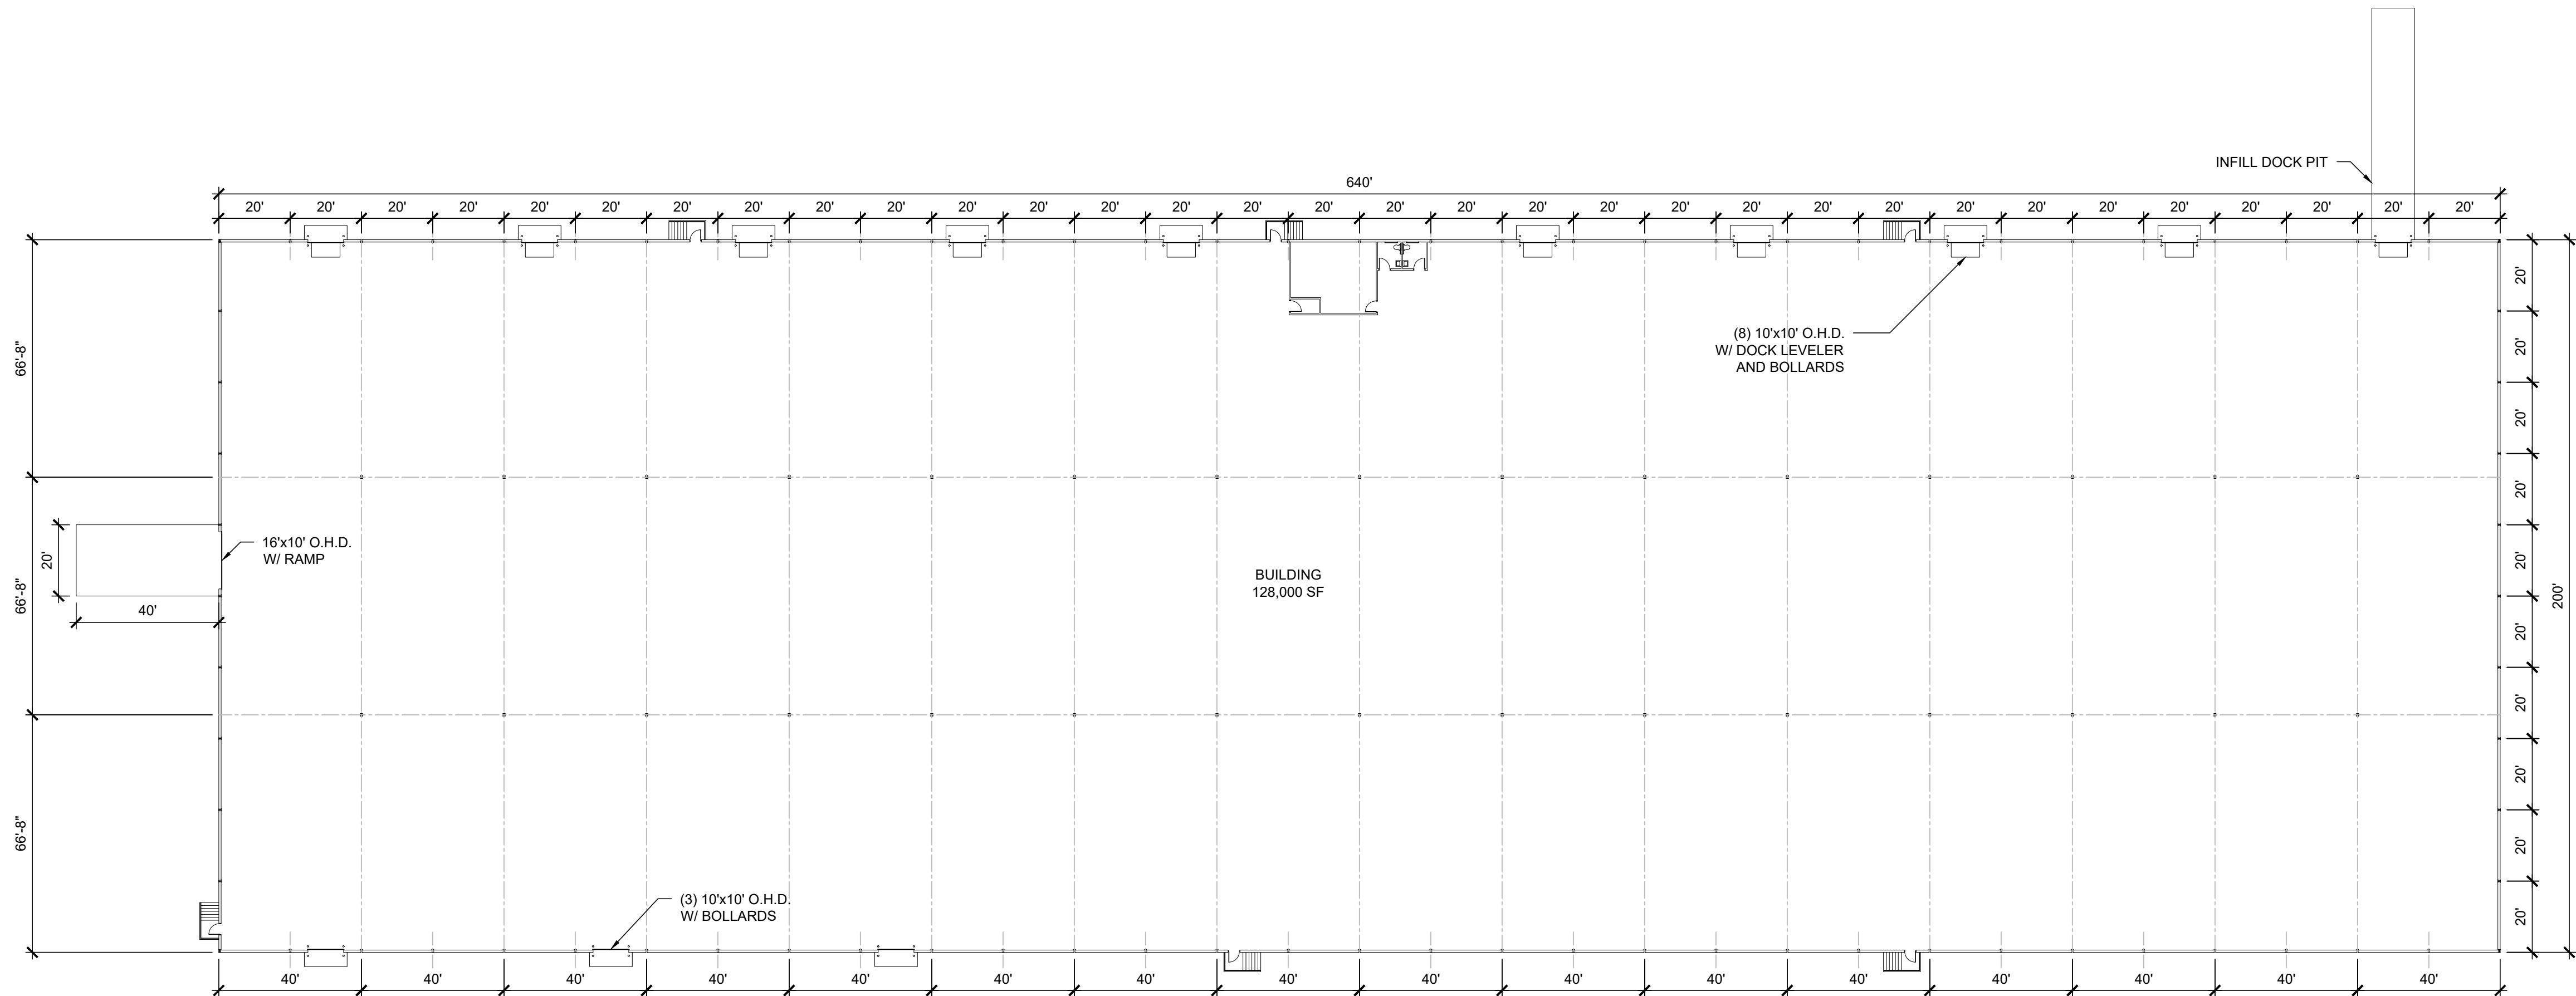 INFILL DOCK PIT
640'
20' 20' 20' 20' 20' 20' 20' 20' 20' 20' 20' 20' 20' 20' 20' 20' 20' 20' 20' 20' 20' 20' 20' 20' 20' 20' 20' 20' 20' 20' 20' 20'
66'-8"
66'-8"
66'-8"
20'
40'
16'x10' O.H.D.
W/ RAMP
(8) 10'x10' O.H.D.
W/ DOCK LEVELER
AND BOLLARDS
BUILDING
128,000 SF
(3) 10'x10' O.H.D.
W/ BOLLARDS
20'
20'
20'
20'
20'
20'
20'
20'
20'
20'
200'
40' 40' 40' 40' 40' 40' 40' 40' 40' 40' 40' 40' 40' 40' 40' 40'